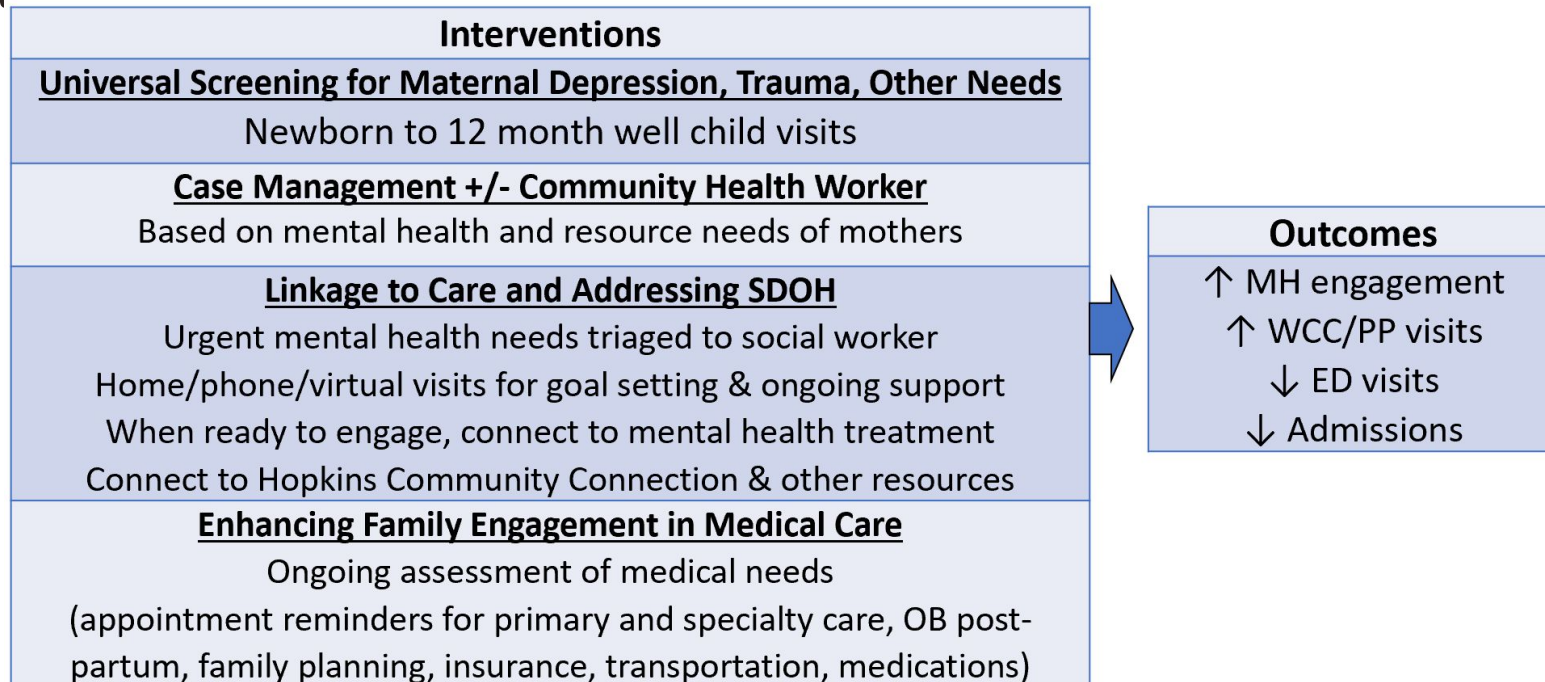 Interventions
Universal Screening for Maternal Depression, Trauma, Other Needs
Newborn to 12 month well child visits
Case Management +/- Community Health Worker
Based on mental health and resource needs of mothers
Linkage to Care and Addressing SDOH
Urgent mental health needs triaged to social worker
Home/phone/virtual visits for goal setting & ongoing support
When ready to engage, connect to mental health treatment
Connect to Hopkins Community Connection & other resources
Enhancing Family Engagement in Medical Care
Ongoing assessment of medical needs
(appointment reminders for primary and specialty care, OB post-
partum, family planning, insurance, transportation, medications)
Outcomes
↑ MH engagement
↑ WCC/PP visits
↓ ED visits
↓ Admissions